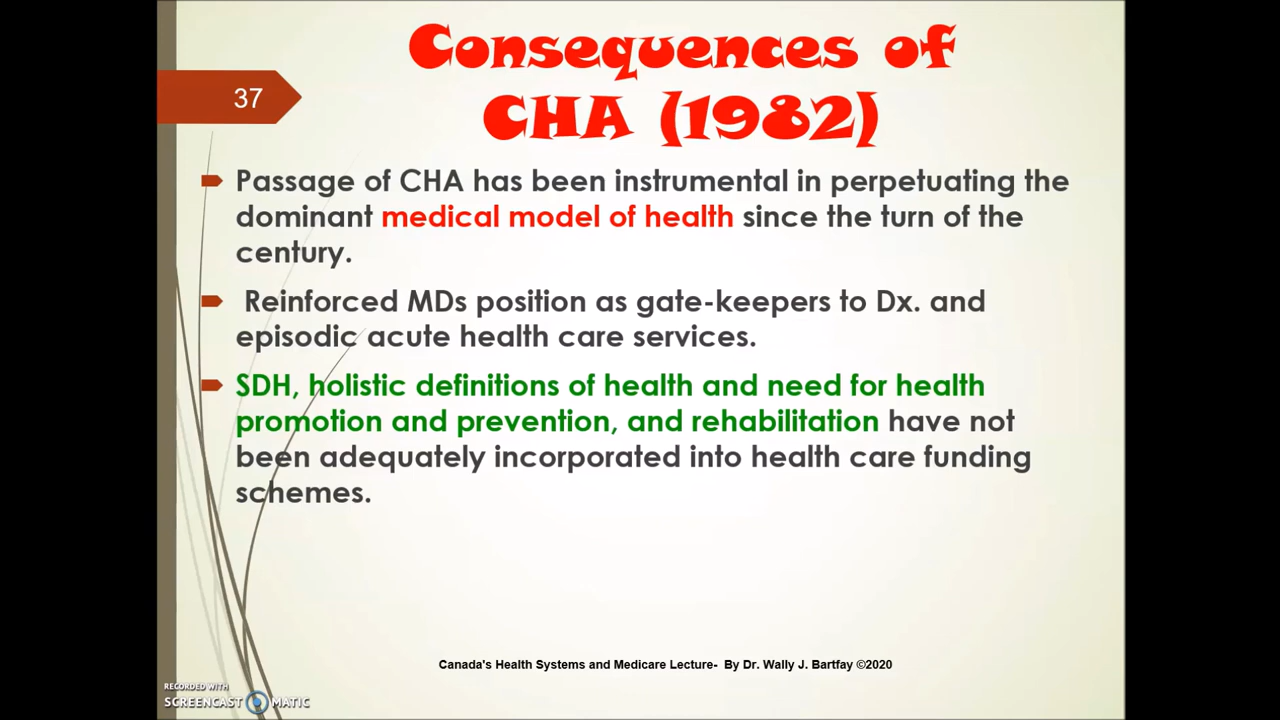 Consequences of
CHA (1982)
37
Passage of CHA has been instrumental in perpetuating the
dominant medical model of health since the turn of the
century.
Reinforced MDs position as gate-keepers to Dx. and
episodic acute health care services.
SDH, holistic definitions of health and need for health
promotion and prevention, and rehabilitation have not
been adequately incorporated into health care funding
schemes.
Canada's Health Systems and Medicare Lecture- By Dr. Wally J. Bartfay ©2020
RECORDED WITH
SCREENCAST MATIC